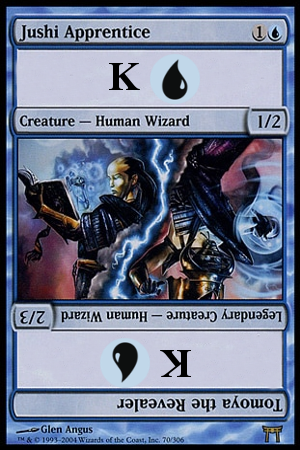 Jushi Apprentice 1
K
Creature — Human Wizard 1/2
Legendary Creature — Human Wizard 2/3
K
Tomoya the Revealer
Glen Angus
™ & © 1993–2004 Wizards of the Coast, Inc. 70/306